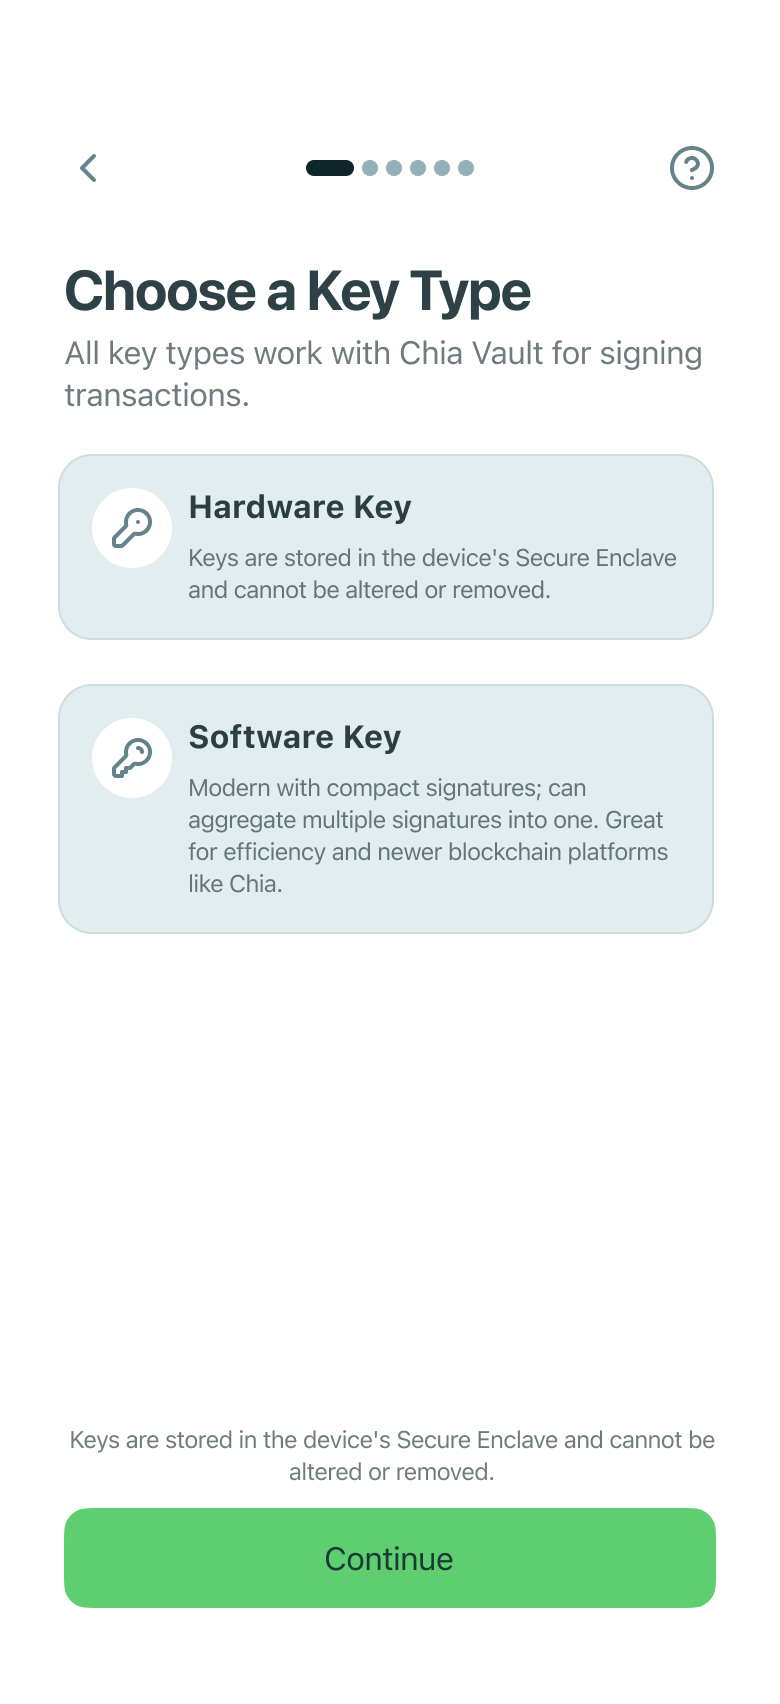 Choose a Key Type
All key types work with Chia Vault for signing
transactions.
Hardware Key
Keys are stored in the device's Secure Enclave
and cannot be altered or removed.
Software Key
Modern with compact signatures; can
aggregate multiple signatures into one. Great
for efficiency and newer blockchain platforms
like Chia.
Keys are stored in the device's Secure Enclave and cannot be
altered or removed.
Continue